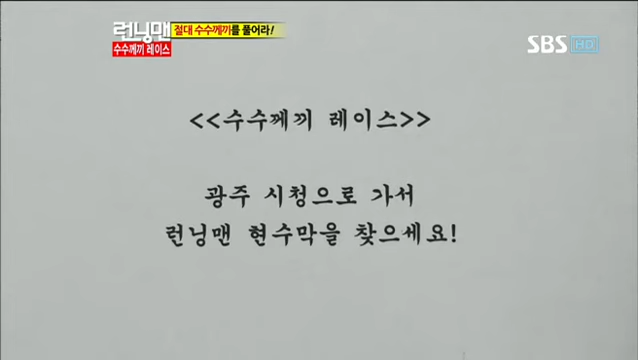 런닝맨 절대 수수께끼를 풀어라!
수수께끼 레이스
SBS HD
<<수수께끼 레이스>>
광주 시청으로 가서
런닝맨 현수막을 찾으세요!